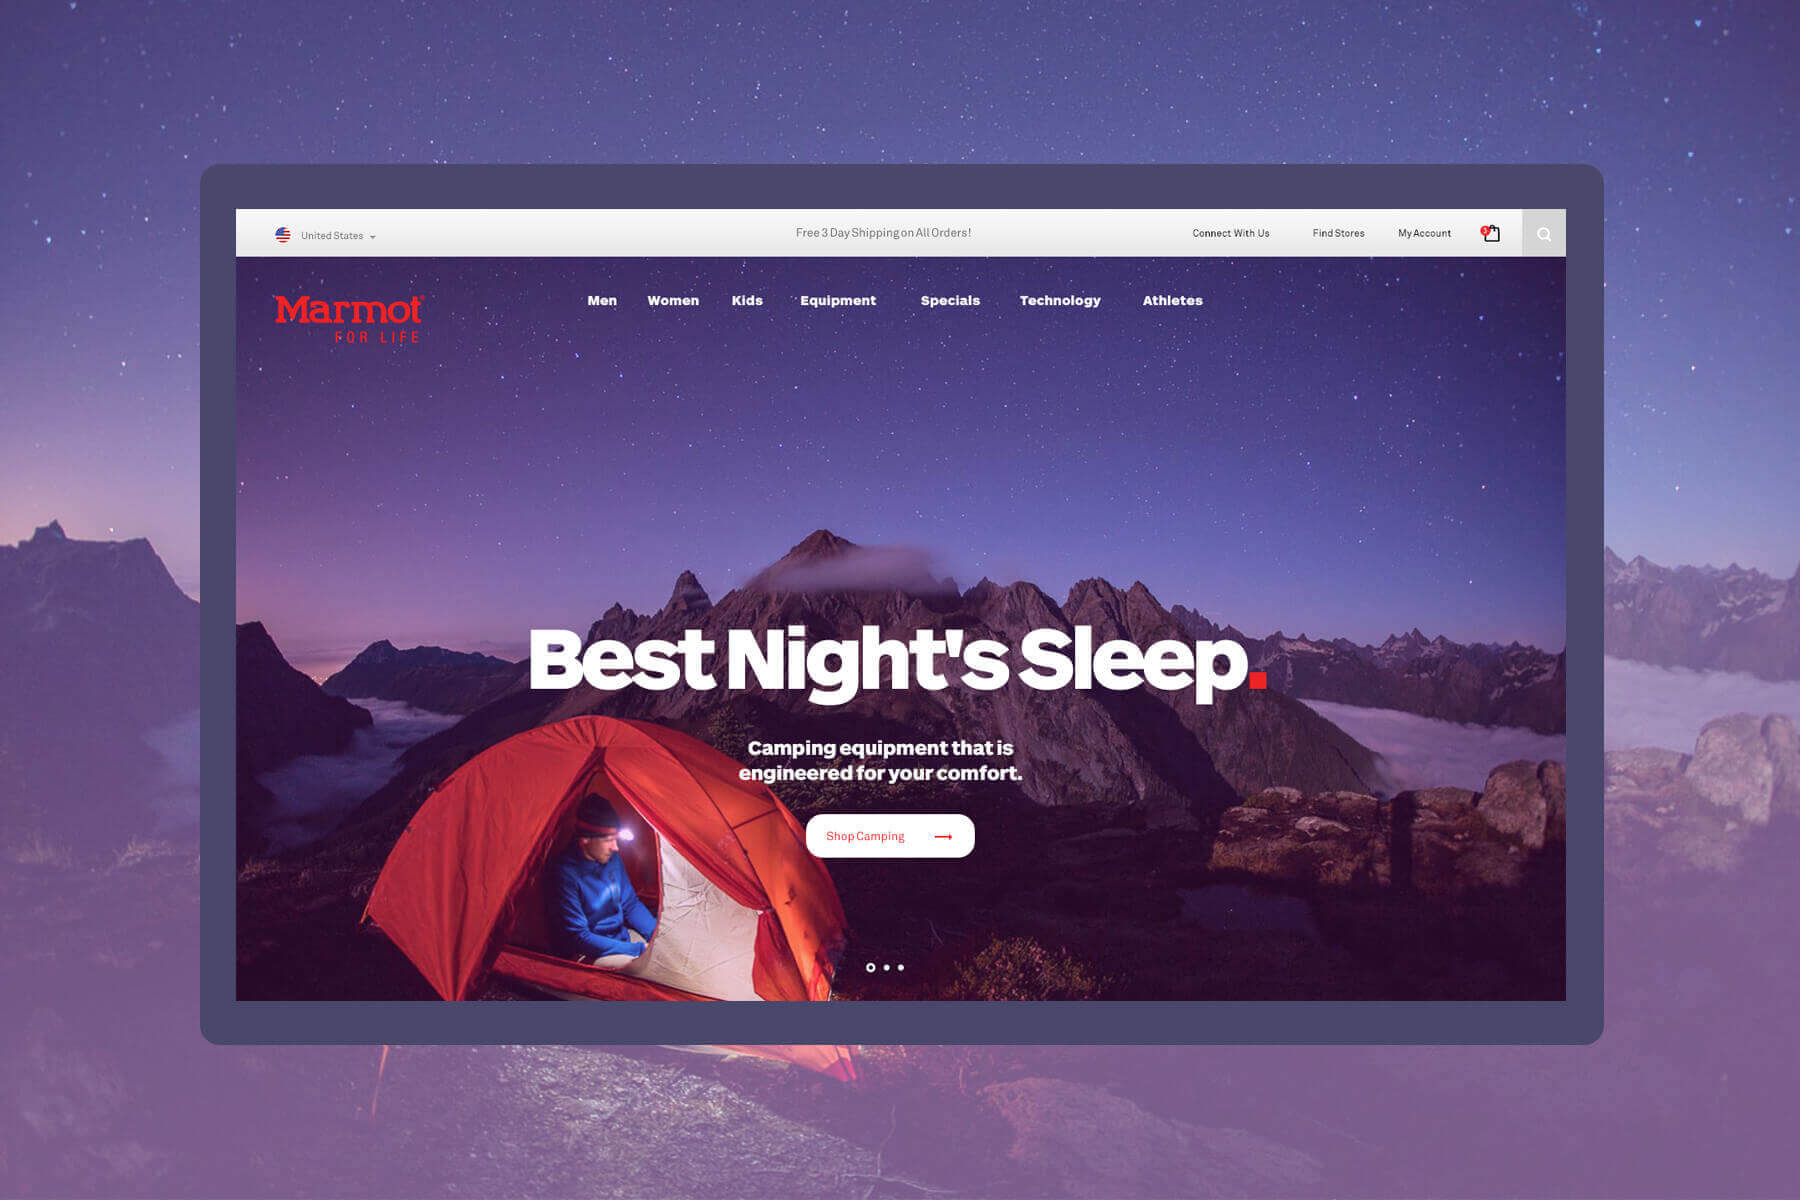 United States
Free 3 Day Shipping on All Orders!
Connect With Us
Find Stores
My Account
3
Marmot
FOR LIFE
Men Women Kids Equipment Specials Technology Athletes
Best Night's Sleep.
Camping equipment that is
engineered for your comfort.
Shop Camping